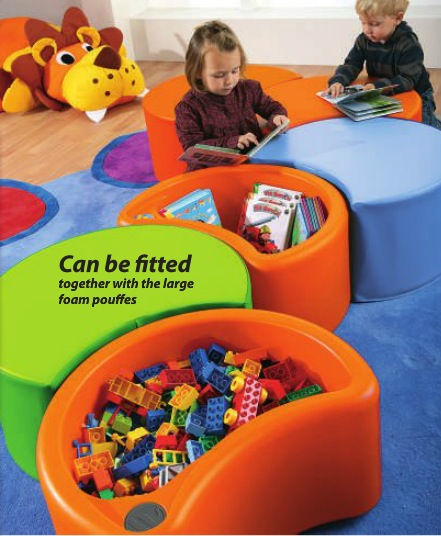 Can be fitted
together with the large
foam pouffes